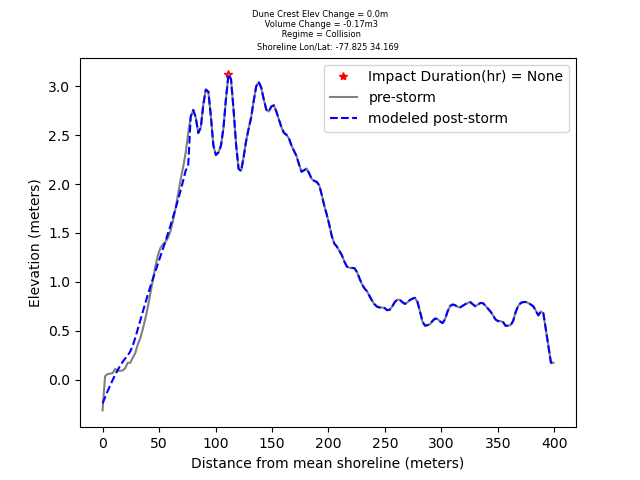 Dune Crest Elev Change = 0.0m
Volume Change = -0.17m3
Regime = Collision
Shoreline Lon/Lat: -77.825 34.169
Impact Duration(hr) = None
pre-storm
modeled post-storm
3.0
2.5
2.0
1.5
1.0
0.5
0.0
Elevation (meters)
0 50 100 150 200 250 300 350 400
Distance from mean shoreline (meters)